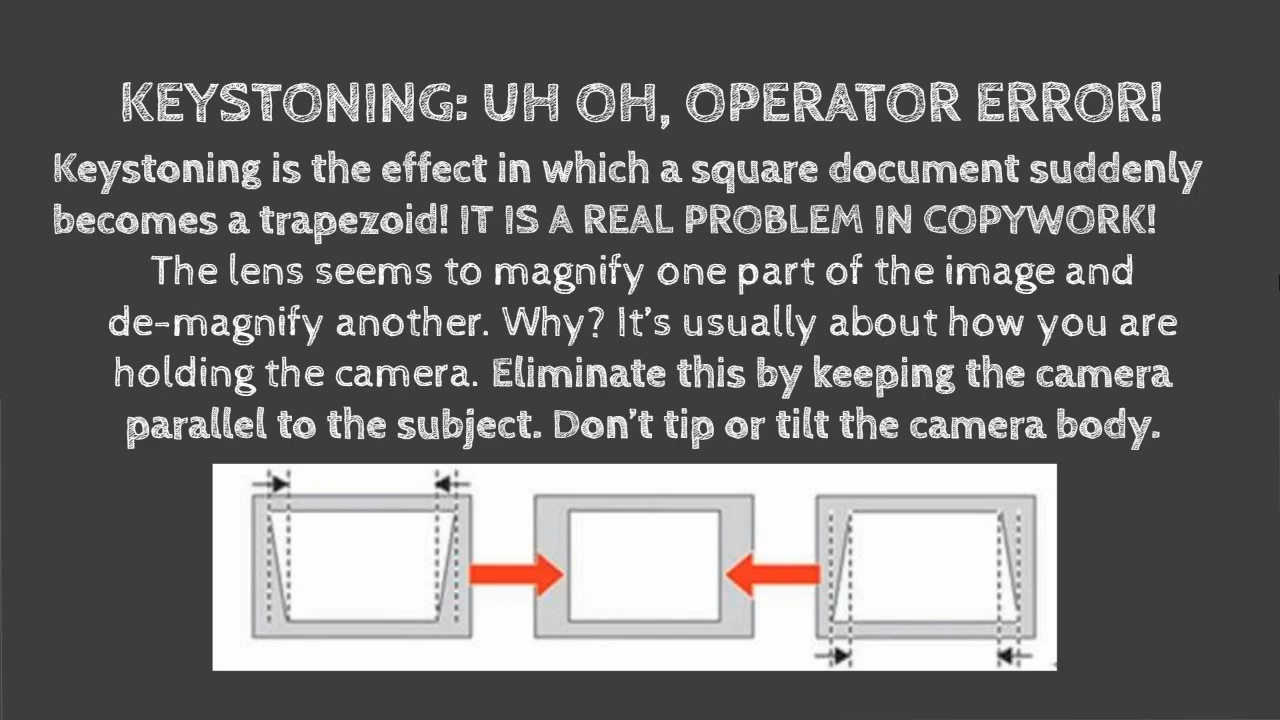 KEYSTONING: UH OH, OPERATOR ERROR!
Keystoning is the effect in which a square document suddenly
becomes a trapezoid! IT IS A REAL PROBLEM IN COPYWORK!
The lens seems to magnify one part of the image and
de-magnify another. Why? It's usually about how you are
holding the camera. Eliminate this by keeping the camera
parallel to the subject. Don't tip or tilt the camera body.